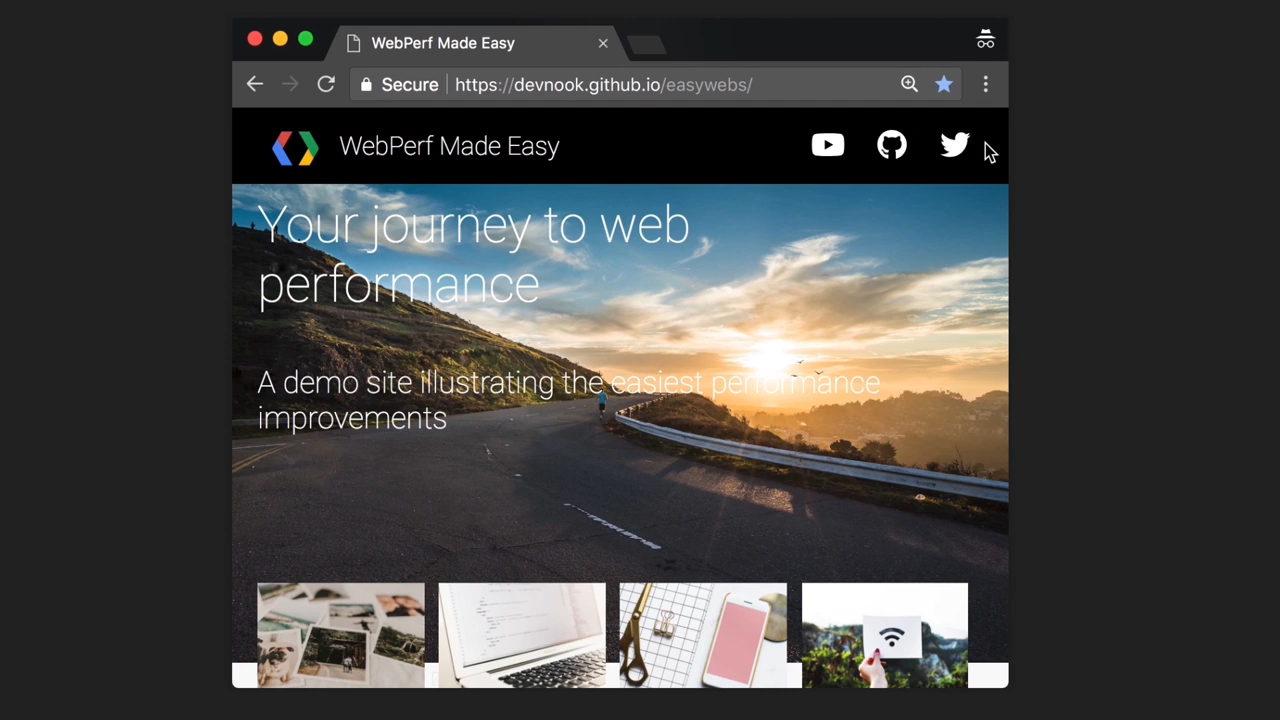 WebPerf Made Easy
Secure https://devnook.github.io/easywebs/
WebPerf Made Easy
Your journey to web
performance
A demo site illustrating the easiest performance
improvements